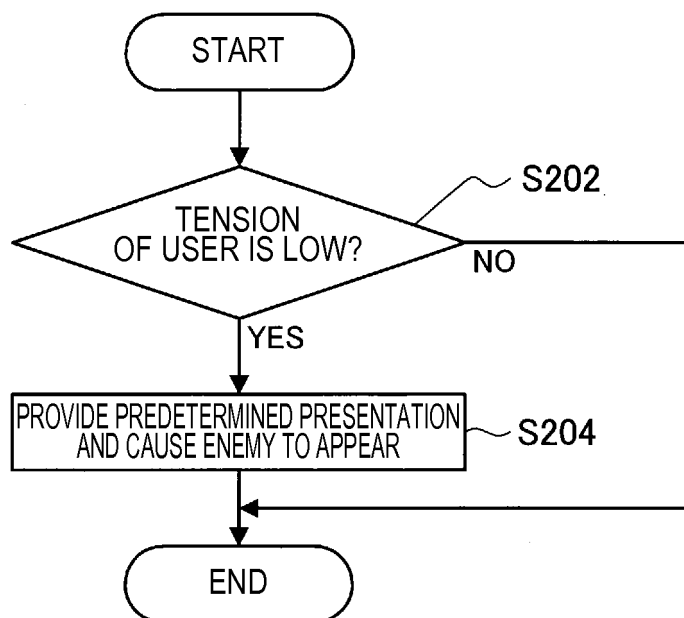 START
S202
TENSION
OF USER IS LOW?
NO
YES
PROVIDE PREDETERMINED PRESENTATION
AND CAUSE ENEMY TO APPEAR
S204
END